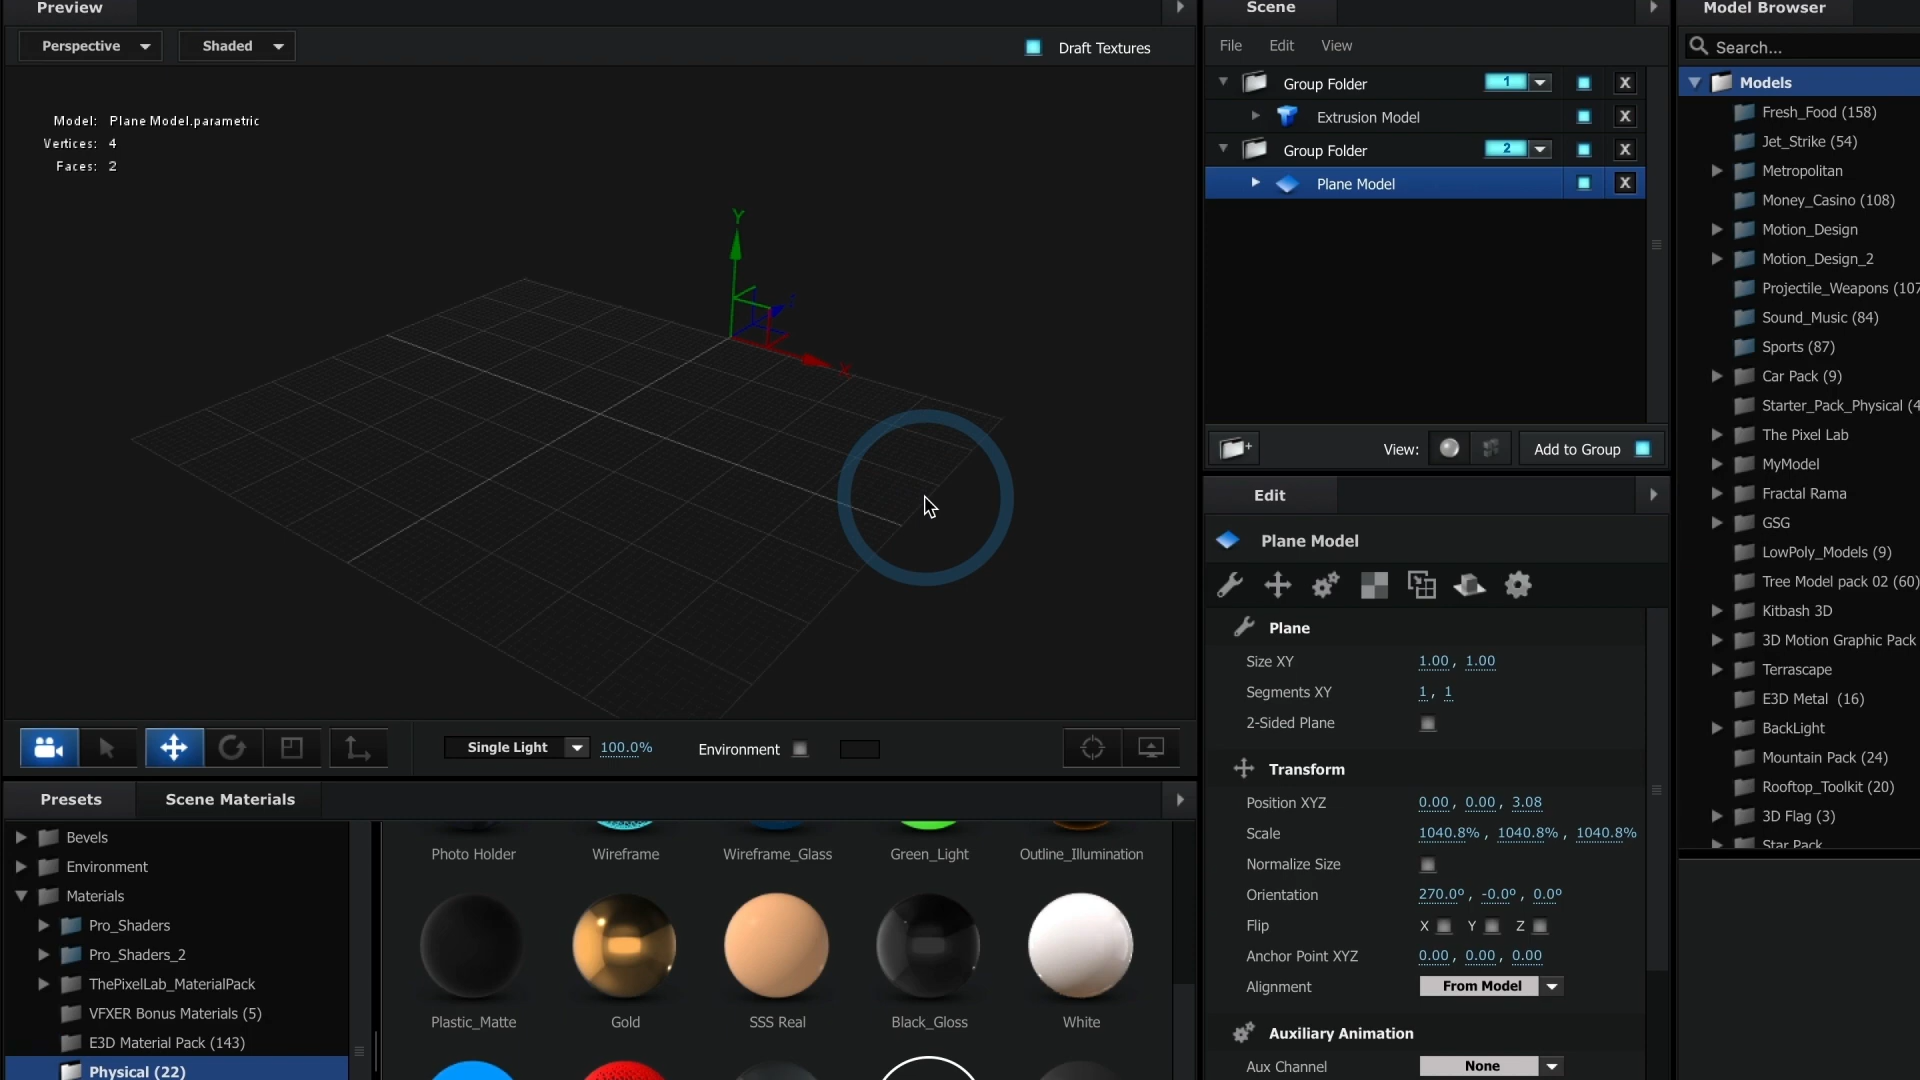 Preview
Perspective
Shaded
Draft Textures
Model: Plane Model.parametric
Vertices: 4
Faces: 2
Y
X
Single Light
100.0%
Environment
Presets
Scene Materials
Bevels
Environment
Materials
Pro_Shaders
Pro_Shaders_2
ThePixelLab_MaterialPack
VFXER Bonus Materials (5)
E3D Material Pack (143)
Physical (22)
Photo Holder
Wireframe
Wireframe_Glass
Green_Light
Outline_Illumination
Plastic_Matte
Gold
SSS Real
Black_Gloss
White
Scene
File Edit View
Group Folder 1 X
Extrusion Model X
Group Folder 2 X
Plane Model X
View:
Add to Group
Edit
Plane Model
Plane
Size XY 1.00, 1.00
Segments XY 1, 1
2-Sided Plane
Transform
Position XYZ 0.00, 0.00, 3.08
Scale 1040.8%, 1040.8%, 1040.8%
Normalize Size
Orientation 270.0º, -0.0º, 0.0º
Flip X Y Z
Anchor Point XYZ 0.00, 0.00, 0.00
Alignment From Model
Auxiliary Animation
Aux Channel None
Model Browser
Search...
Models
Fresh_Food (158)
Jet_Strike (54)
Metropolitan
Money_Casino (108)
Motion_Design
Motion_Design_2
Projectile_Weapons (107
Sound_Music (84)
Sports (87)
Car Pack (9)
Starter_Pack_Physical (4
The Pixel Lab
MyModel
Fractal Rama
GSG
LowPoly_Models (9)
Tree Model pack 02 (60)
Kitbash 3D
3D Motion Graphic Pack
Terrascape
E3D Metal (16)
BackLight
Mountain Pack (24)
Rooftop_Toolkit (20)
3D Flag (3)
Star Pack